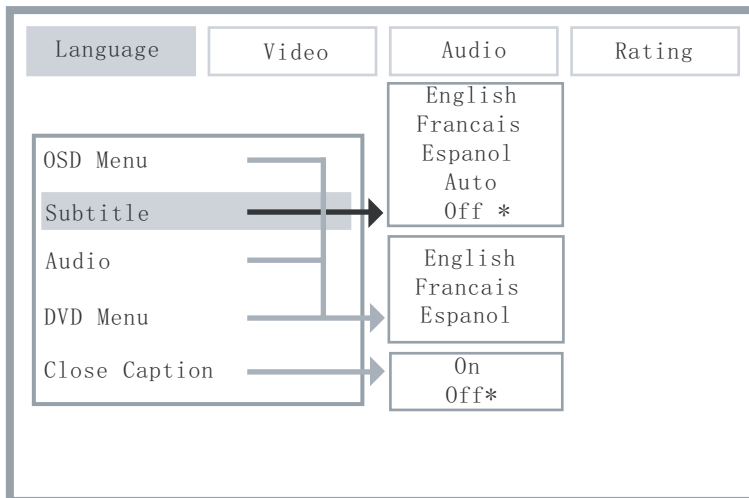 Language
Video
Audio
Rating
OSD Menu
Subtitle
Audio
DVD Menu
Close Caption
English
Francais
Espanol
Auto
Off *
English
Francais
Espanol
On
Off*